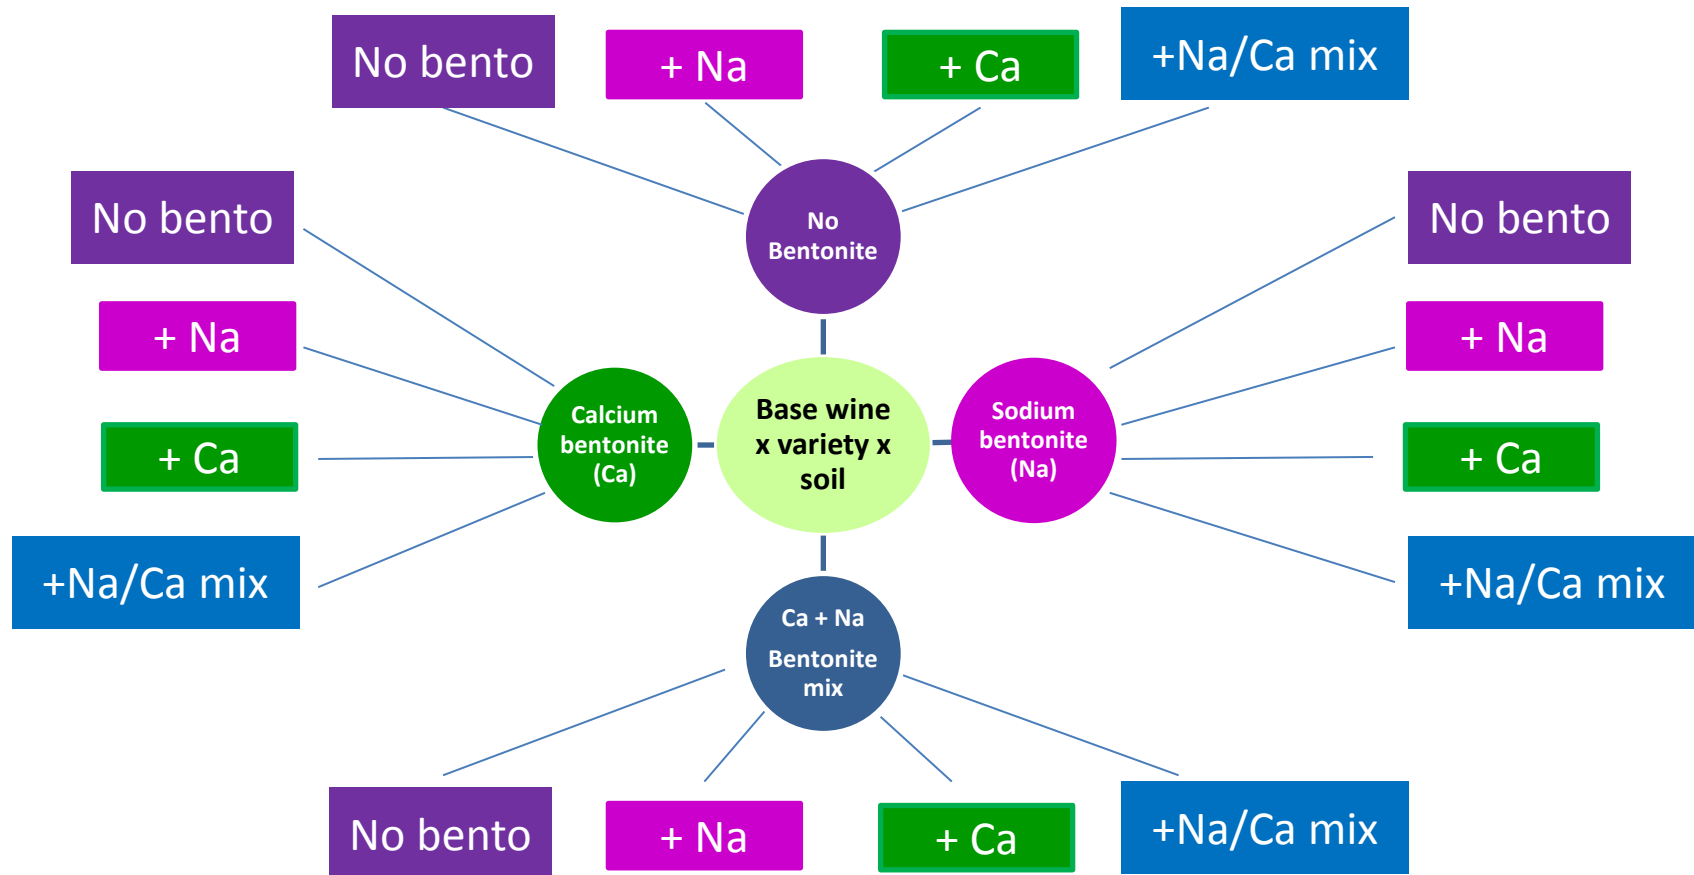 No bento
+ Na
+ Ca
+Na/Ca mix
No
Bentonite
No bento
+ Na
+ Ca
+Na/Ca mix
Calcium
bentonite
(Ca)
Base wine
x variety x
soil
Sodium
bentonite
(Na)
No bento
+ Na
+ Ca
+Na/Ca mix
Ca + Na
Bentonite
mix
No bento
+ Na
+ Ca
+Na/Ca mix